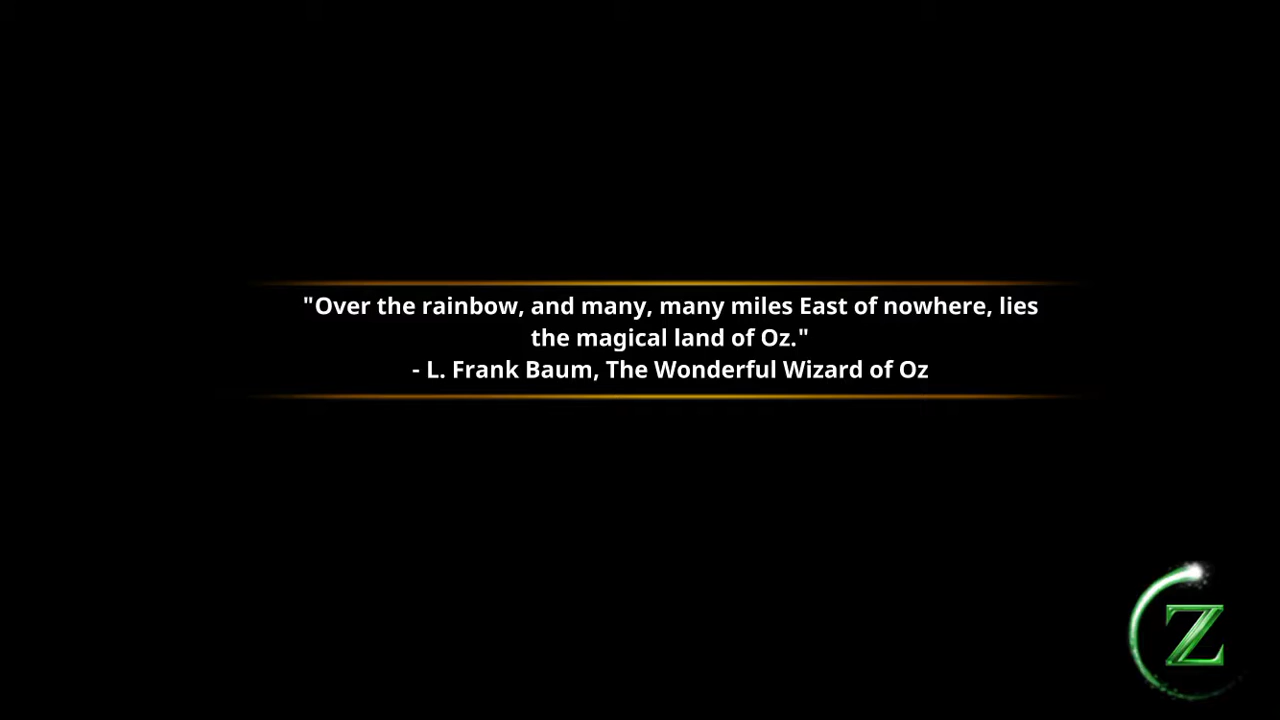 "Over the rainbow, and many, many miles East of nowhere, lies
the magical land of Oz."
- L. Frank Baum, The Wonderful Wizard of Oz
OZ